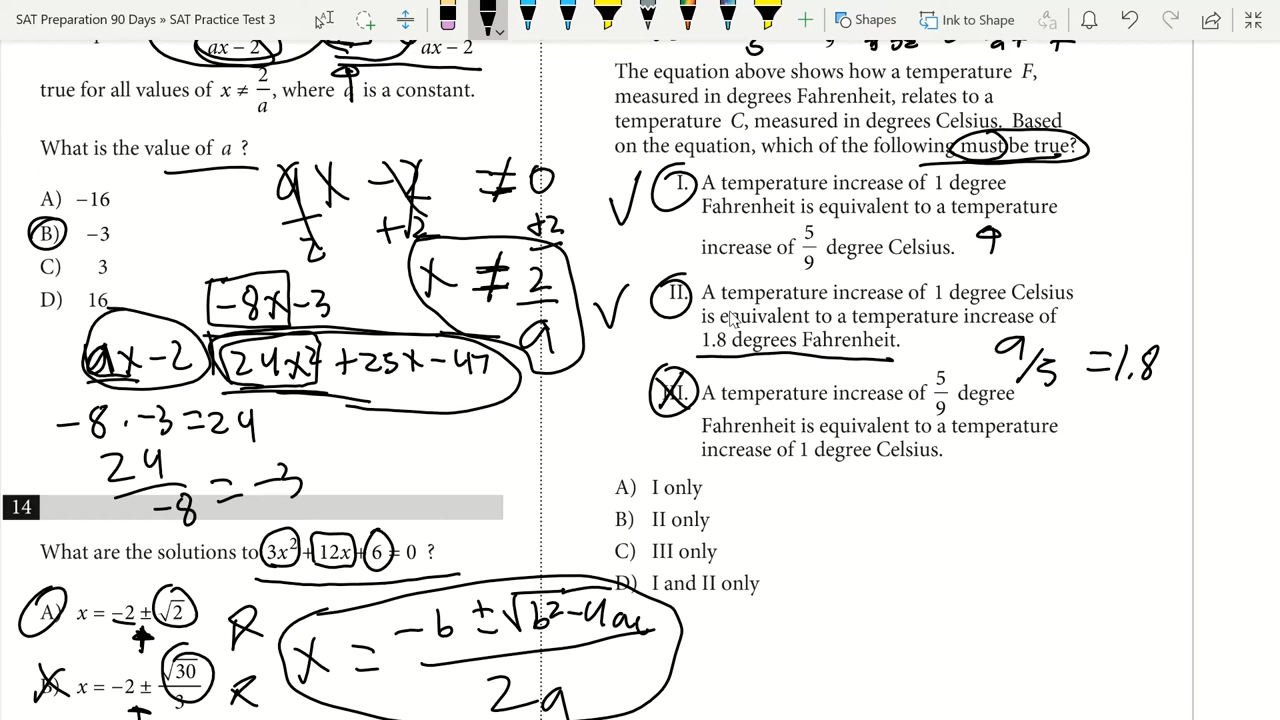 SAT Preparation 90 Days » SAT Practice Test 3
Shapes
Ink to Shape
ax − 2
ax − 2
true for all values of x ≠ 2/a, where a is a constant.
What is the value of a ?
A) −16
B) −3
C) 3
D) 16
ax − 2 ≠ 0
+2 +2
x ≠ 2/a
-8x - 3
ax - 2
24x² + 25x - 47
-8 · -3 = 24
24/-8 = -3
14
What are the solutions to 3x² + 12x + 6 = 0 ?
A) x = −2 ± √2
B) x = −2 ± √30/3
x = -b ± √b² - 4ac / 2a
The equation above shows how a temperature F,
measured in degrees Fahrenheit, relates to a
temperature C, measured in degrees Celsius. Based
on the equation, which of the following must be true?
I. A temperature increase of 1 degree
Fahrenheit is equivalent to a temperature
increase of 5/9 degree Celsius.
II. A temperature increase of 1 degree Celsius
is equivalent to a temperature increase of
1.8 degrees Fahrenheit.
9/5 = 1.8
III. A temperature increase of 5/9 degree
Fahrenheit is equivalent to a temperature
increase of 1 degree Celsius.
A) I only
B) II only
C) III only
D) I and II only